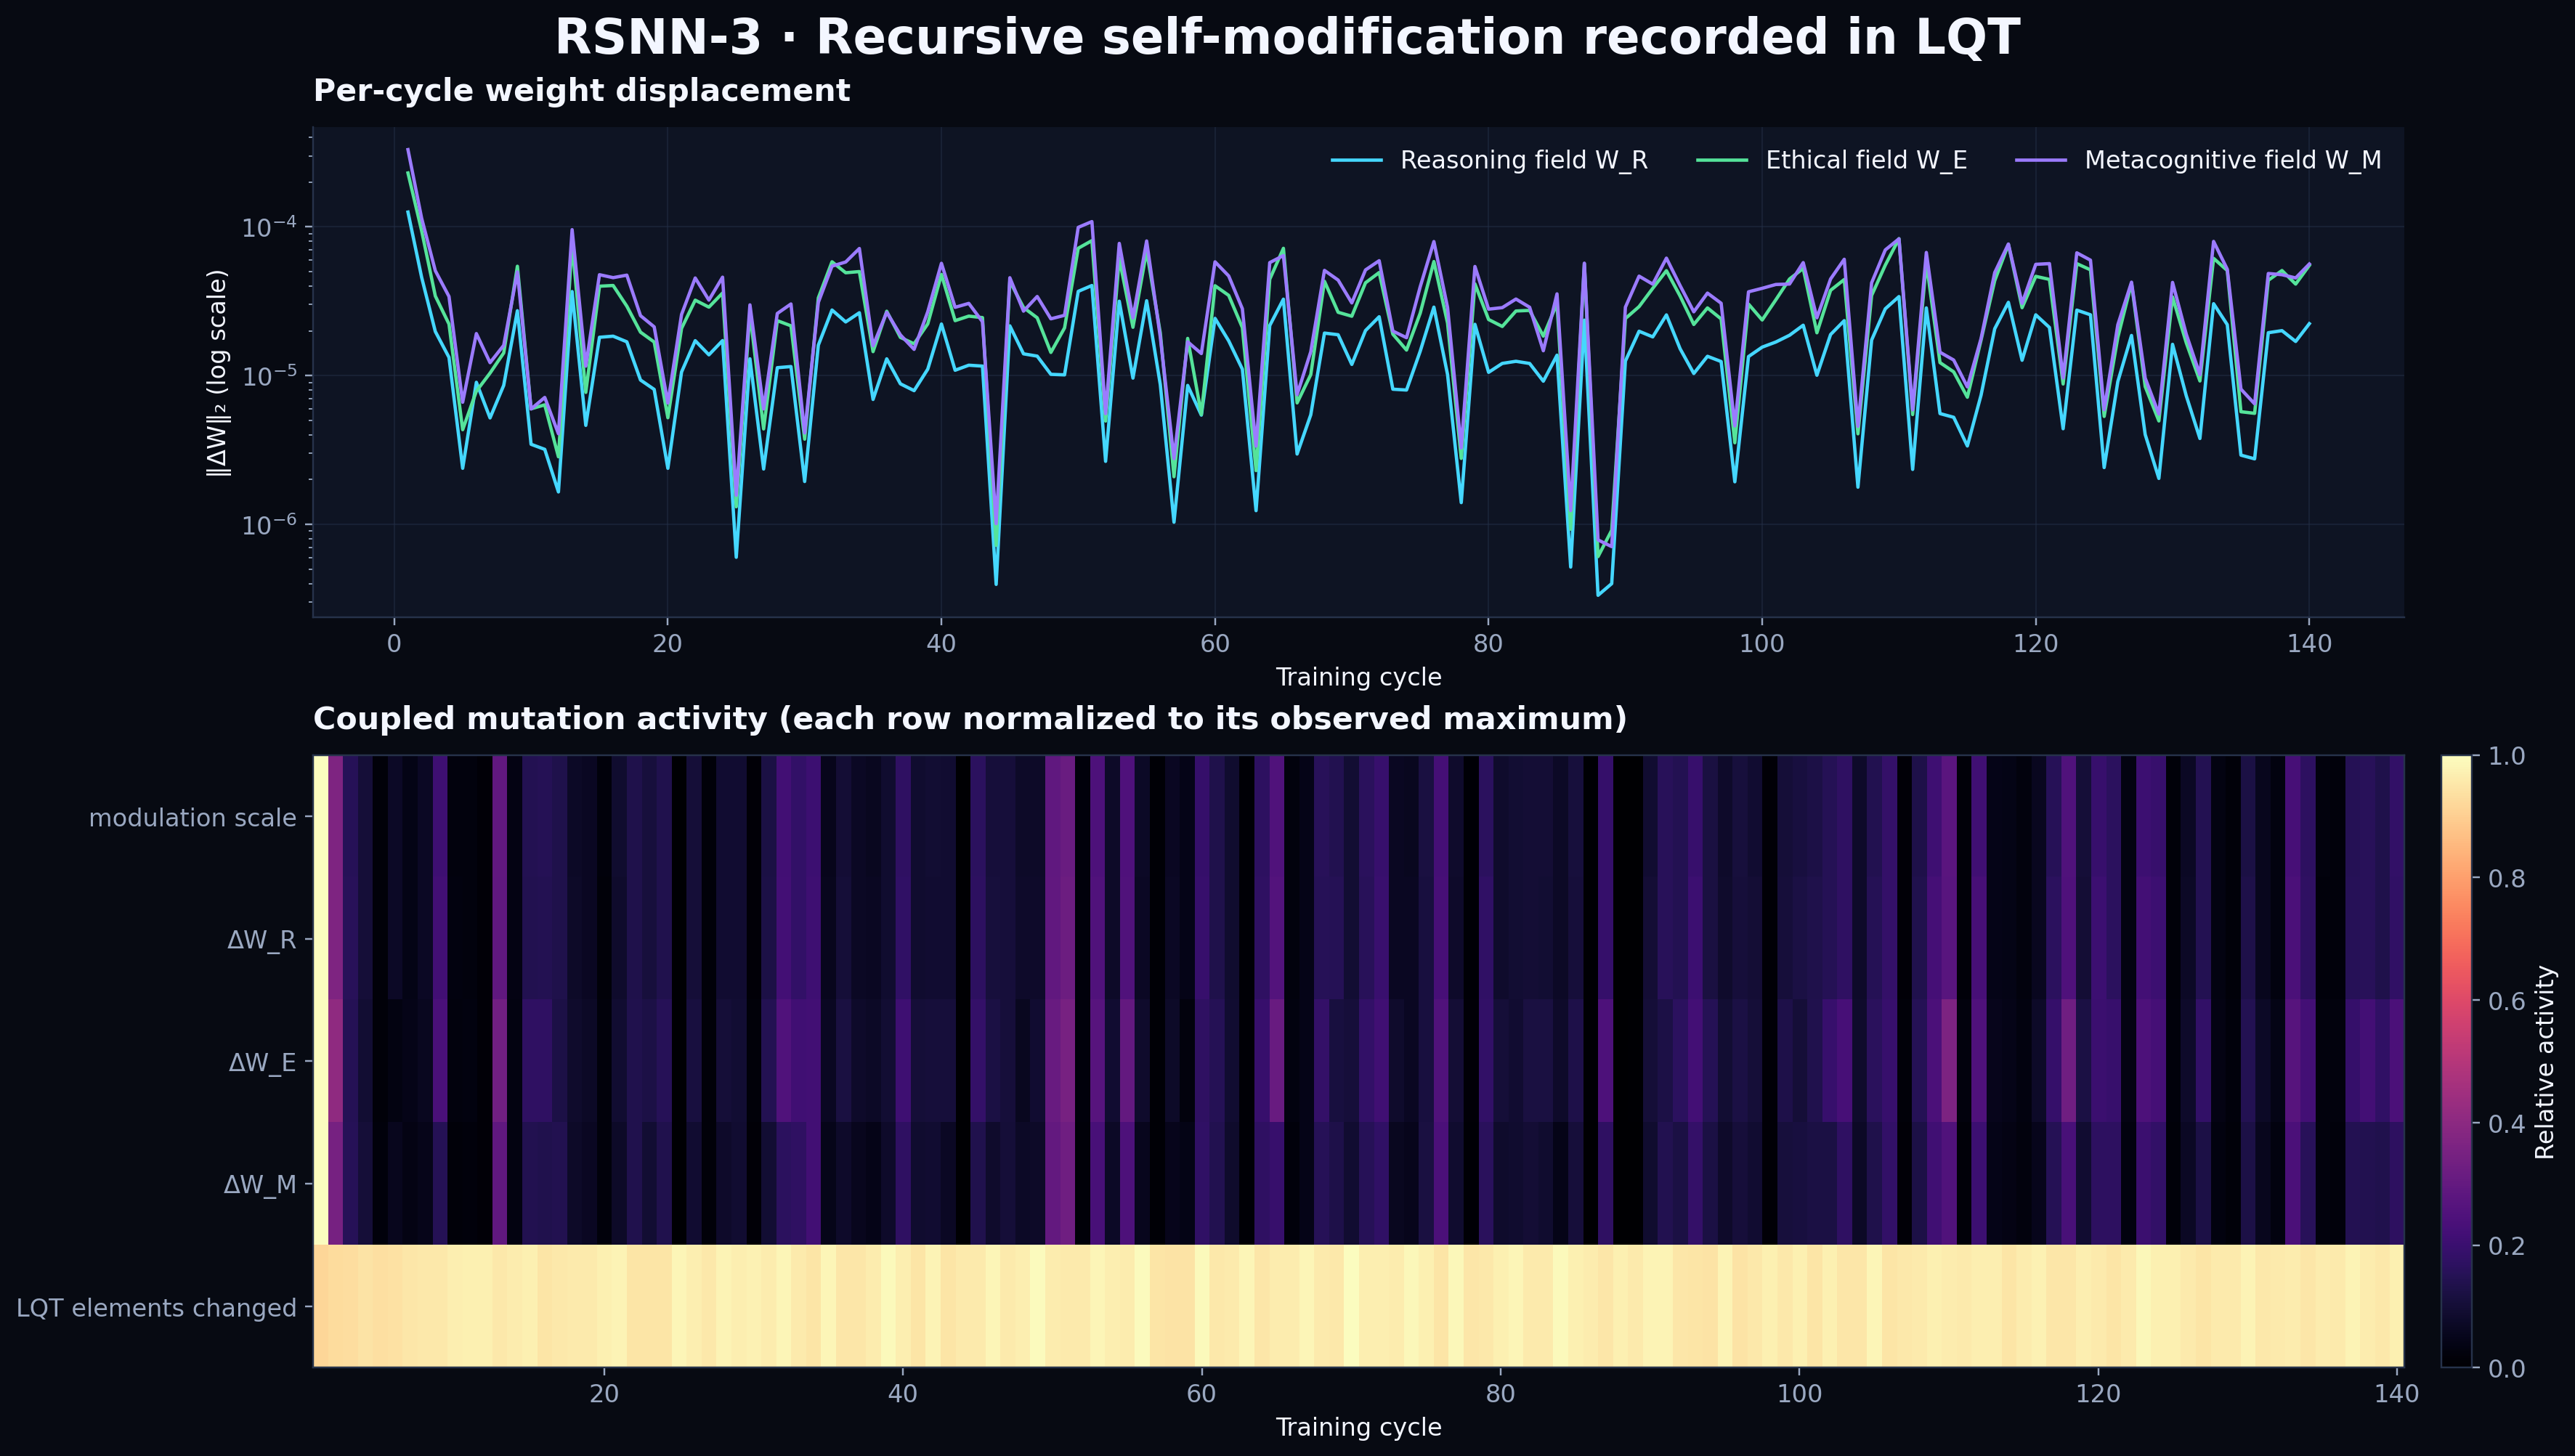 RSNN-3 · Recursive self-modification recorded in LQT
Per-cycle weight displacement
Reasoning field W_R
Ethical field W_E
Metacognitive field W_M
‖ΔW‖₂ (log scale)
10⁻⁴
10⁻⁵
10⁻⁶
0 20 40 60 80 100 120 140
Training cycle
Coupled mutation activity (each row normalized to its observed maximum)
modulation scale
ΔW_R
ΔW_E
ΔW_M
LQT elements changed
20 40 60 80 100 120 140
Training cycle
1.0
0.8
0.6
0.4
0.2
0.0
Relative activity